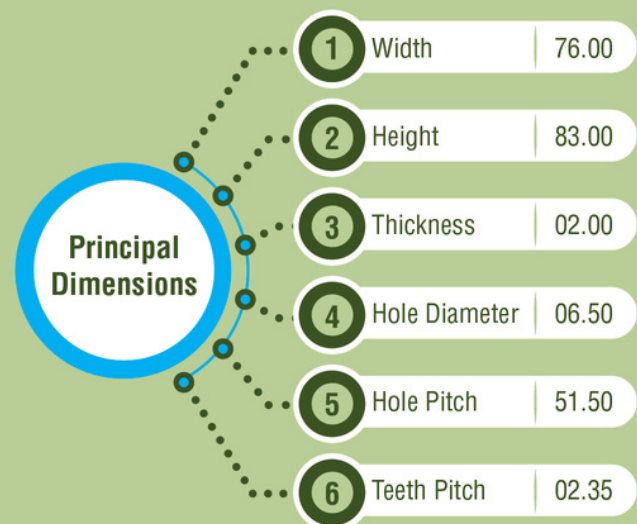 Principal
Dimensions
1 Width 76.00
2 Height 83.00
3 Thickness 02.00
4 Hole Diameter 06.50
5 Hole Pitch 51.50
6 Teeth Pitch 02.35